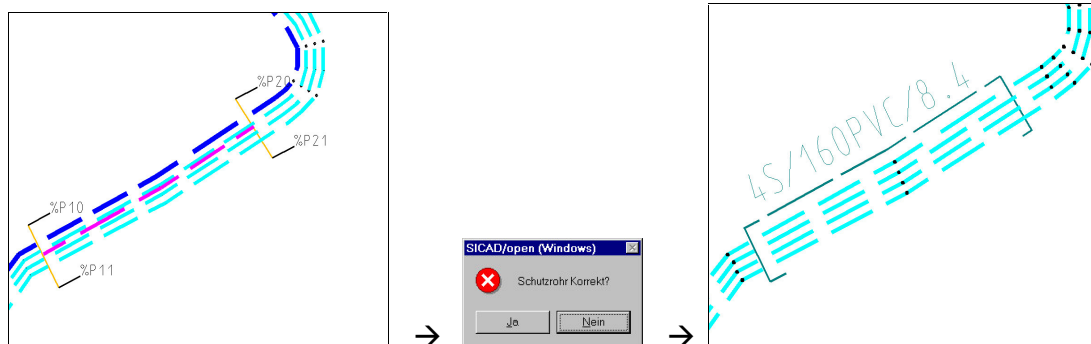 %P20
%P21
%P10
%P11
→
SICAD/open (Windows)
Schutzrohr Korrekt?
Ja
Nein
→
4S/160PVC/8.4